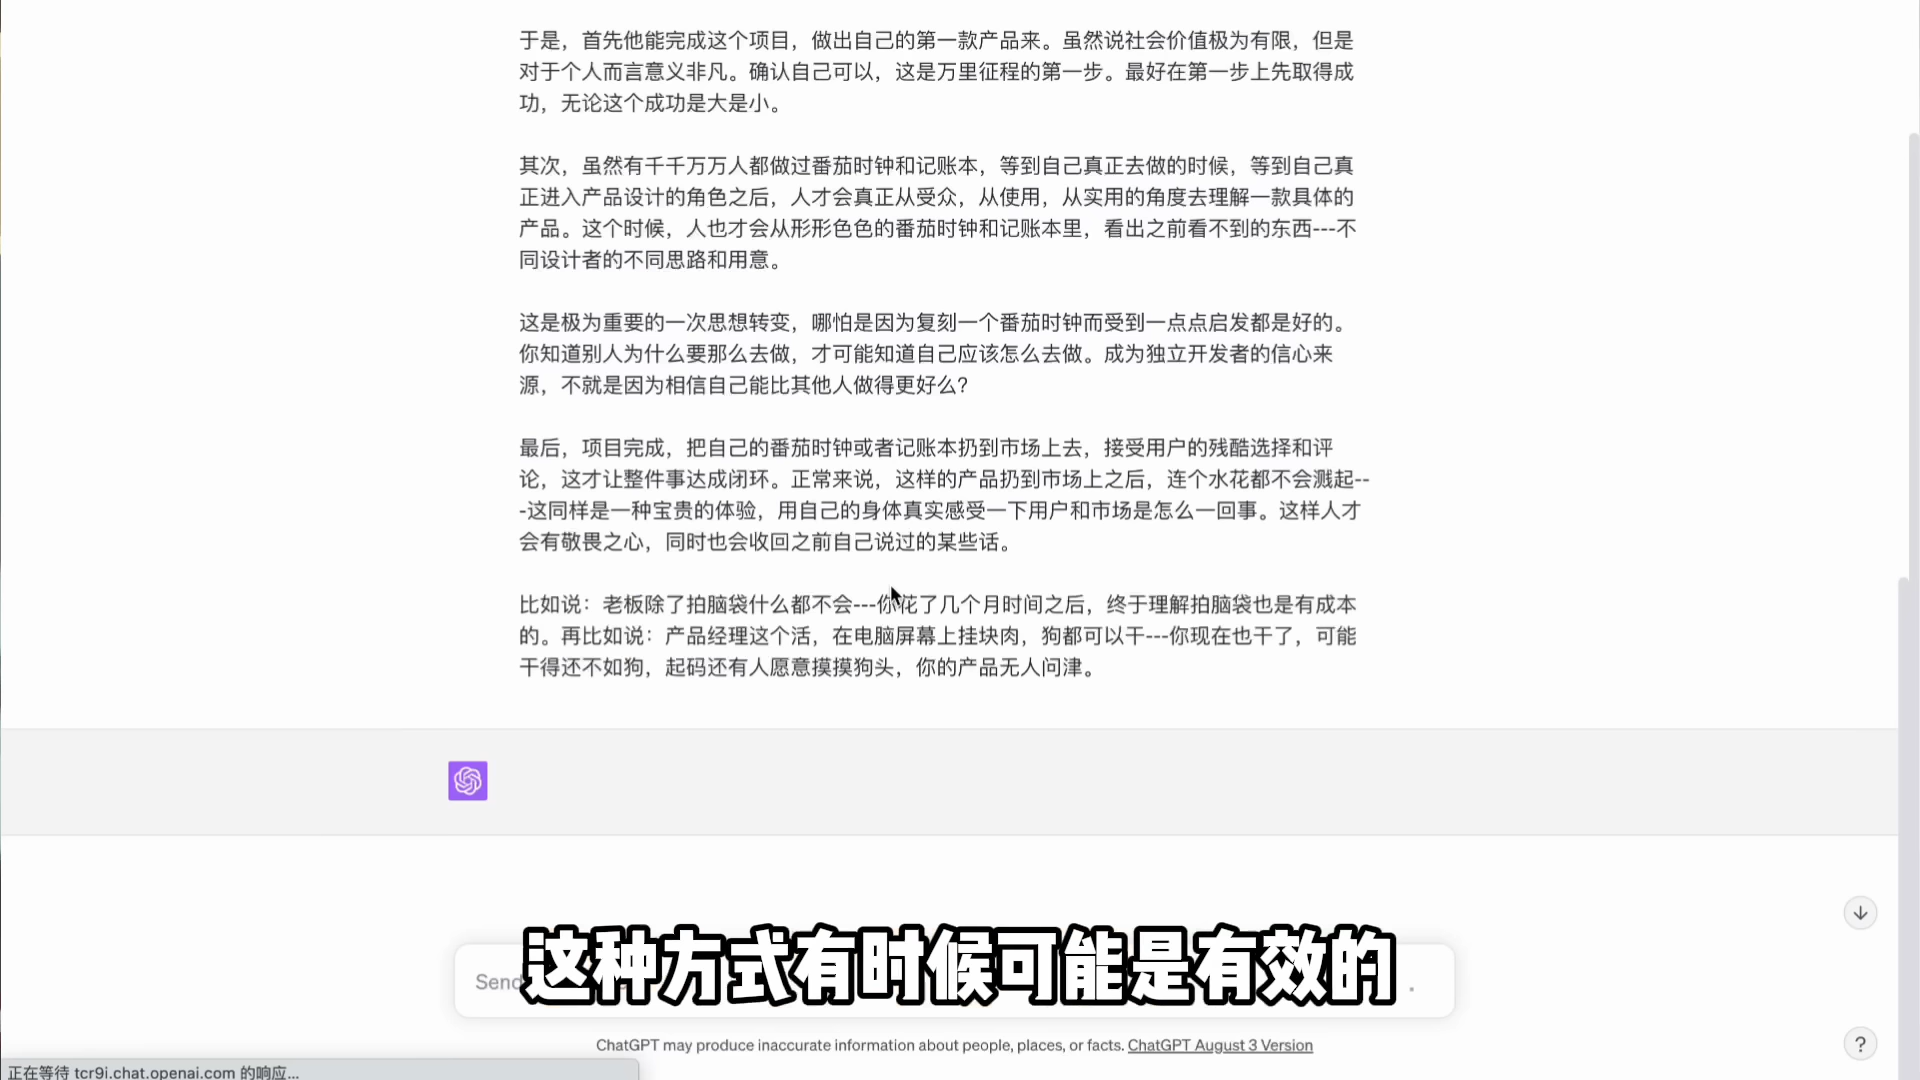 于是，首先他能完成这个项目，做出自己的第一款产品来。虽然说社会价值极为有限，但是
对于个人而言意义非凡。确认自己可以，这是万里征程的第一步。最好在第一步上先取得成
功，无论这个成功是大是小。
其次，虽然有千千万万人都做过番茄时钟和记账本，等到自己真正去做的时候，等到自己真
正进入产品设计的角色之后，人才会真正从受众，从使用，从实用的角度去理解一款具体的
产品。这个时候，人也才会从形形色色的番茄时钟和记账本里，看出之前看不到的东西---不
同设计者的不同思路和用意。
这是极为重要的一次思想转变，哪怕是因为复刻一个番茄时钟而受到一点点启发都是好的。
你知道别人为什么要那么去做，才可能知道自己应该怎么去做。成为独立开发者的信心来
源，不就是因为相信自己能比其他人做得更好么？
最后，项目完成，把自己的番茄时钟或者记账本扔到市场上去，接受用户的残酷选择和评
论，这才让整件事达成闭环。正常来说，这样的产品扔到市场上之后，连个水花都不会溅起--
-这同样是一种宝贵的体验，用自己的身体真实感受一下用户和市场是怎么一回事。这样人才
会有敬畏之心，同时也会收回之前自己说过的某些话。
比如说：老板除了拍脑袋什么都不会---你花了几个月时间之后，终于理解拍脑袋也是有成本
的。再比如说：产品经理这个活，在电脑屏幕上挂块肉，狗都可以干---你现在也干了，可能
干得还不如狗，起码还有人愿意摸摸狗头，你的产品无人问津。
Send
这种方式有时候可能是有效的
ChatGPT may produce inaccurate information about people, places, or facts. ChatGPT August 3 Version
?
正在等待 tcr9i.chat.openai.com 的响应...